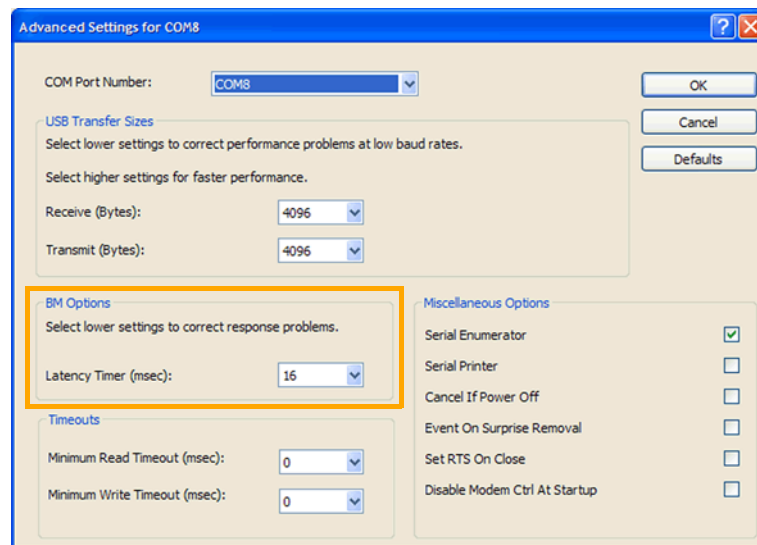 Advanced Settings for COM8
COM Port Number:
COM8
OK
Cancel
Defaults
USB Transfer Sizes
Select lower settings to correct performance problems at low baud rates.
Select higher settings for faster performance.
Receive (Bytes):
4096
Transmit (Bytes):
4096
BM Options
Select lower settings to correct response problems.
Latency Timer (msec):
16
Timeouts
Minimum Read Timeout (msec):
0
Minimum Write Timeout (msec):
0
Miscellaneous Options
Serial Enumerator
Serial Printer
Cancel If Power Off
Event On Surprise Removal
Set RTS On Close
Disable Modem Ctrl At Startup